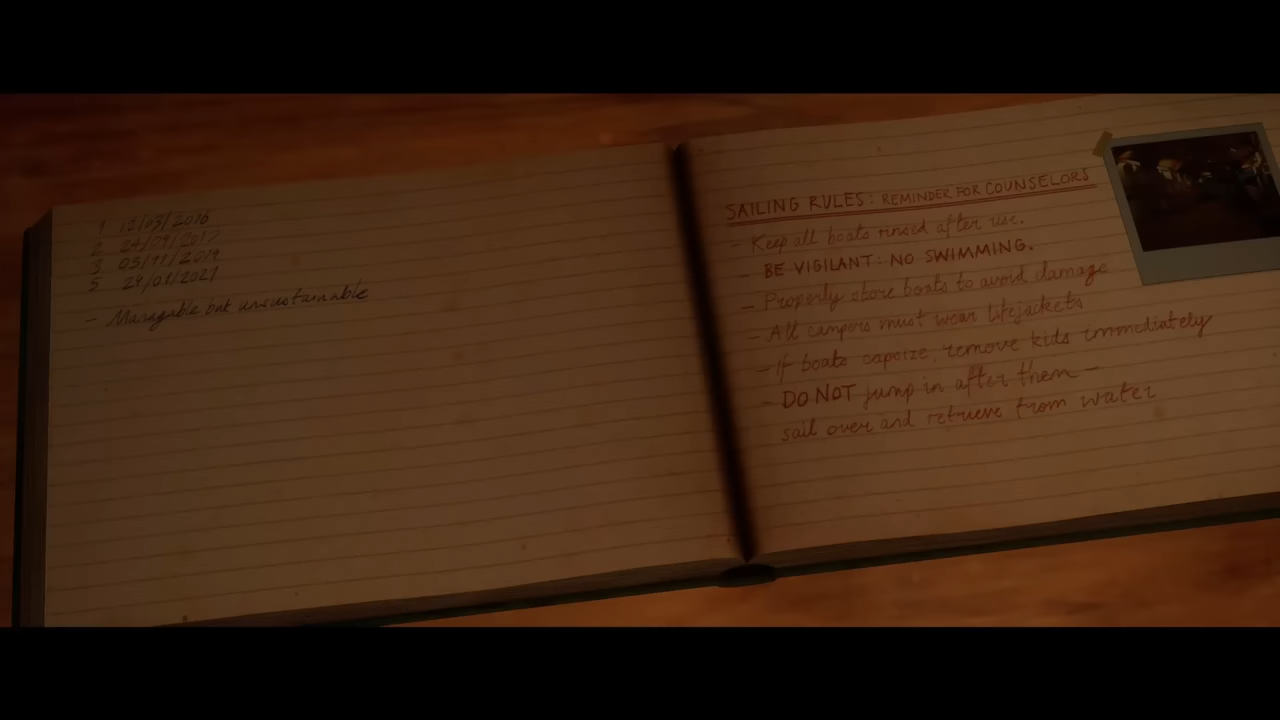 1 12/03/2016
2 24/09/2017
3 03/11/2019
5 24/01/2021
- Managable but unsustainable
SAILING RULES: REMINDER FOR COUNSELORS
- Keep all boats rinsed after use.
- BE VIGILANT: NO SWIMMING.
- Properly store boats to avoid damage
- All campers must wear lifejackets
- If boats capsize, remove kids immediately
- DO NOT jump in after them -
sail over and retrieve from water